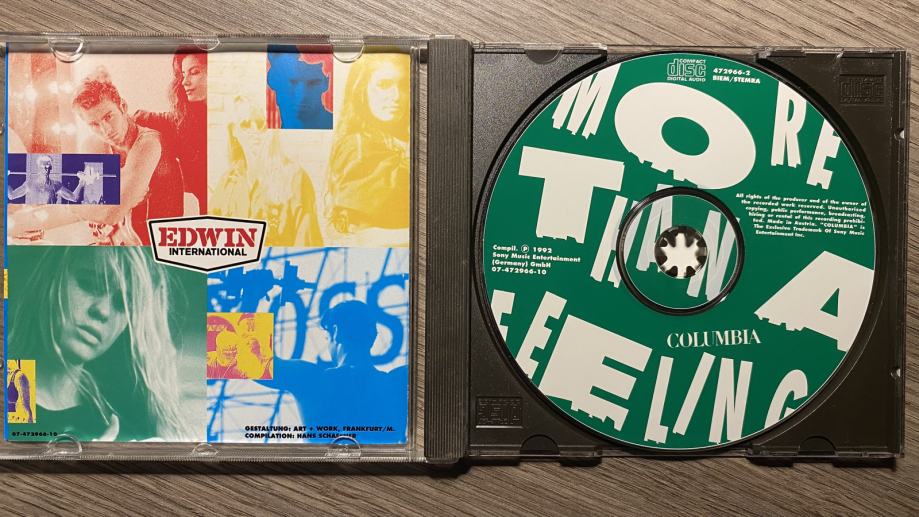 EDWIN
INTERNATIONAL
OSS
GESTALTUNG: ART + WORK, FRANKFURT/M.
07-472966-10
COMPACT
disc
DIGITAL AUDIO
472966-2
BIEM/STEMRA
MORE
THAN
A
FEELING
All rights of the producer and of the owner of
the recorded work reserved. Unauthorized
copying, public performance, broadcasting,
hiring or rental of this recording prohibi-
ted. Made in Austria. "COLUMBIA" is
The Exclusive Trademark Of Sony Music
Entertainment Inc.
Compil. Ⓟ 1992
Sony Music Entertainment
(Germany) GmbH
07-472966-10
COLUMBIA
COMPILATION: HANS